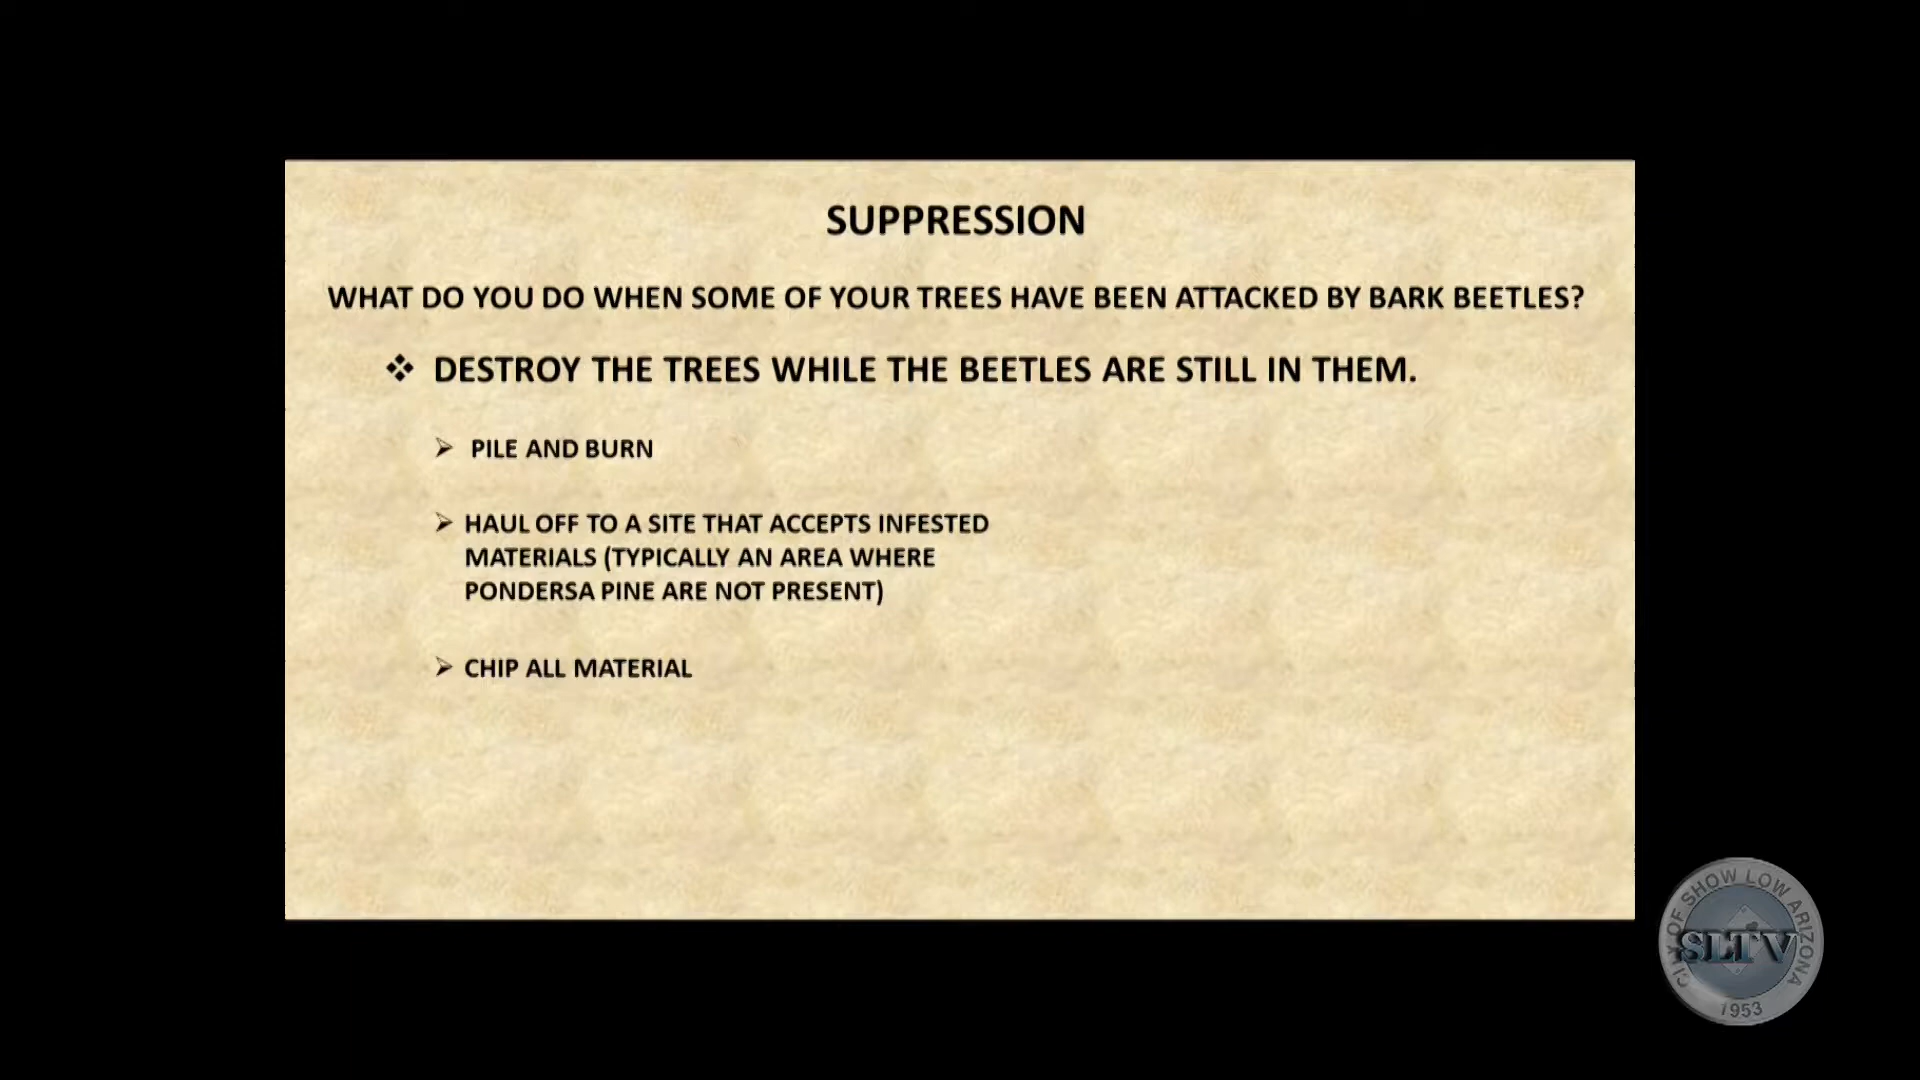 SUPPRESSION
WHAT DO YOU DO WHEN SOME OF YOUR TREES HAVE BEEN ATTACKED BY BARK BEETLES?
❖ DESTROY THE TREES WHILE THE BEETLES ARE STILL IN THEM.
➢ PILE AND BURN
➢ HAUL OFF TO A SITE THAT ACCEPTS INFESTED
MATERIALS (TYPICALLY AN AREA WHERE
PONDERSA PINE ARE NOT PRESENT)
➢ CHIP ALL MATERIAL
CITY OF SHOW LOW ARIZONA
SLTV
1953